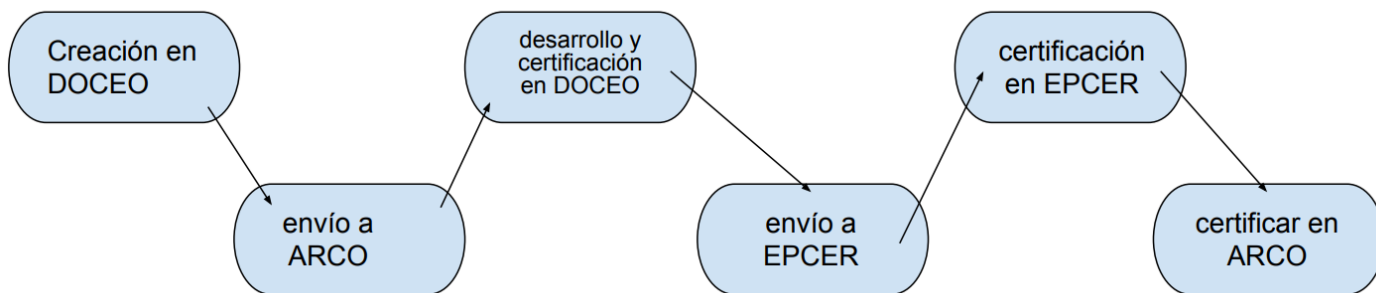 Creación en
DOCEO
envío a
ARCO
desarrollo y
certificación
en DOCEO
envío a
EPCER
certificación
en EPCER
certificar en
ARCO